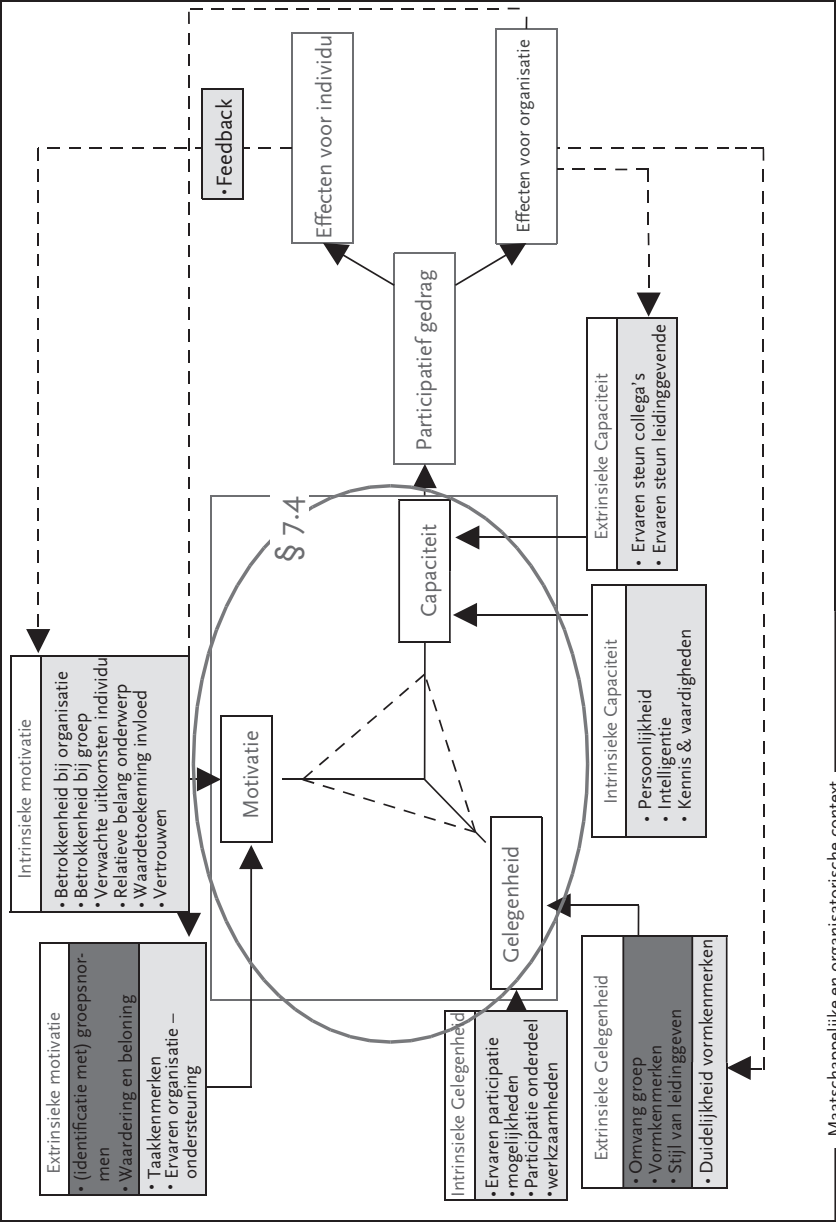 Extrinsieke motivatie
• (identificatie met) groepsnor-
men
• Waardering en beloning
• Taakkenmerken
• Ervaren organisatie –
ondersteuning
Intrinsieke motivatie
• Betrokkenheid bij organisatie
• Betrokkenheid bij groep
• Verwachte uitkomsten individu
• Relatieve belang onderwerp
• Waardetoekenning invloed
• Vertrouwen
• Feedback
Motivatie
§ 7.4
Effecten voor individu
Capaciteit
Participatief gedrag
Gelegenheid
Effecten voor organisatie
Intrinsieke Gelegenheid
• Ervaren participatie
• mogelijkheden
• Participatie onderdeel
• werkzaamheden
Extrinsieke Gelegenheid
• Omvang groep
• Vormkenmerken
• Stijl van leidinggeven
• Duidelijkheid vormkenmerken
Intrinsieke Capaciteit
• Persoonlijkheid
• Intelligentie
• Kennis & vaardigheden
Extrinsieke Capaciteit
• Ervaren steun collega's
• Ervaren steun leidinggevende
Maatschappelijke en organisatorische context